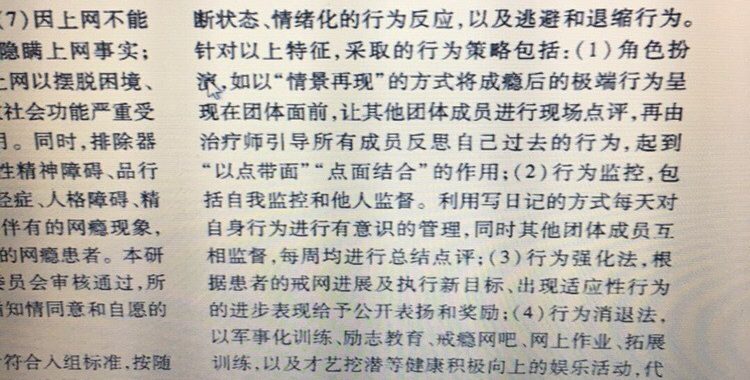 (7)因上网不能
隐瞒上网事实;
上网以摆脱困境、
社会功能严重受
。同时,排除器
性精神障碍、品行
轻症、人格障碍、精
伴有的网瘾现象,
的网瘾患者。本研
委员会审核通过,所
知情同意和自愿的
符合入组标准,按随
断状态、情绪化的行为反应,以及逃避和退缩行为。
针对以上特征,采取的行为策略包括:(1)角色扮
演,如以“情景再现”的方式将成瘾后的极端行为呈
现在团体面前,让其他团体成员进行现场点评,再由
治疗师引导所有成员反思自己过去的行为,起到
“以点带面”“点面结合”的作用;(2)行为监控,包
括自我监控和他人监督。利用写日记的方式每天对
自身行为进行有意识的管理,同时其他团体成员互
相监督,每周均进行总结点评;(3)行为强化法,根
据患者的戒网进展及执行新目标、出现适应性行为
的进步表现给予公开表扬和奖励;(4)行为消退法,
以军事化训练、励志教育、戒瘾网吧、网上作业、拓展
训练,以及才艺挖潜等健康积极向上的娱乐活动,代